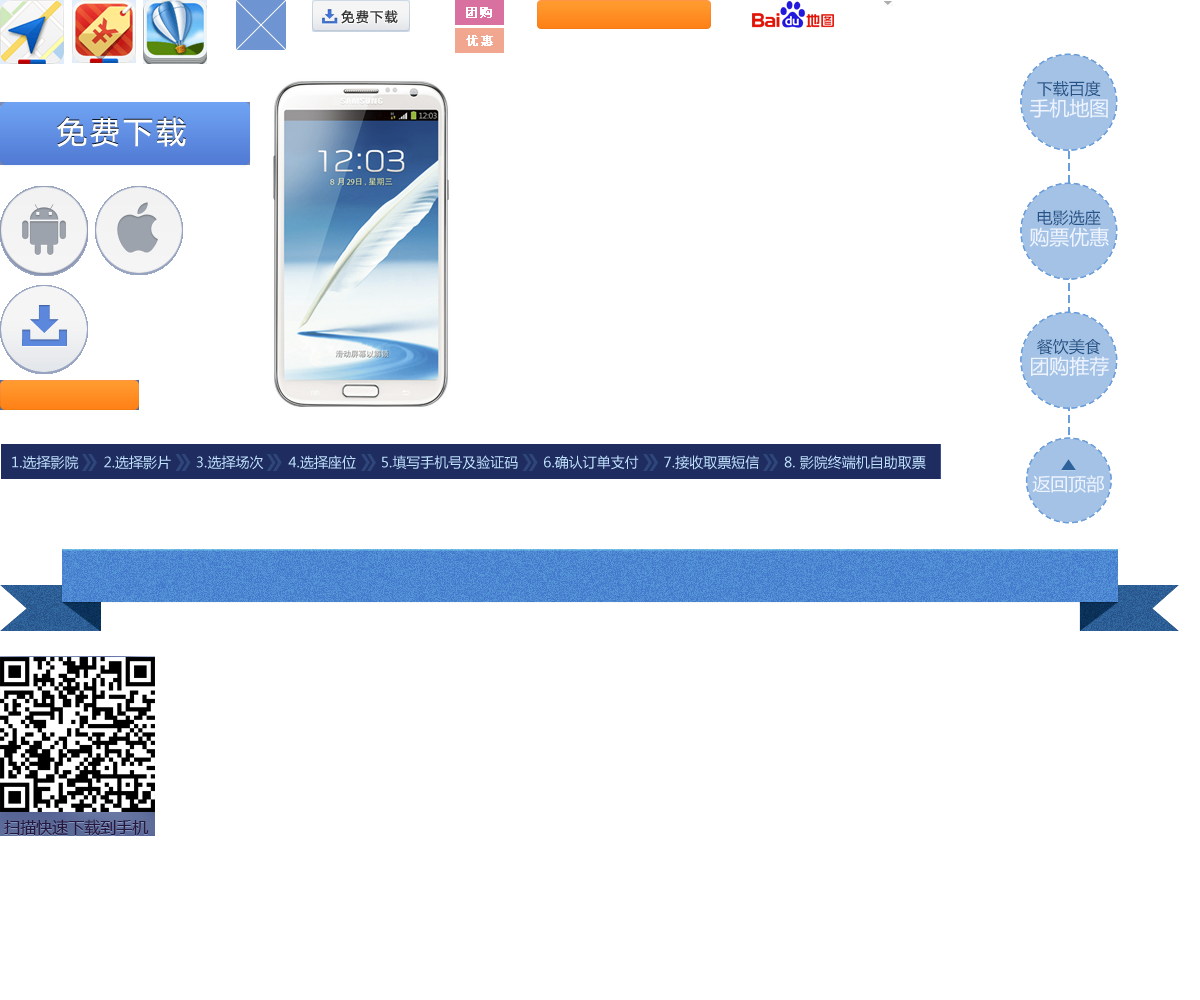 免费下载
团购
优惠
Bai du 地图
下载百度
手机地图
免费下载
SAMSUNG
12:03
12:03
8月29日，星期三
滑动屏幕以解锁
电影选座
购票优惠
餐饮美食
团购推荐
1.选择影院 2.选择影片 3.选择场次 4.选择座位 5.填写手机号及验证码 6.确认订单支付 7.接收取票短信 8. 影院终端机自助取票
返回顶部
扫描快速下载到手机